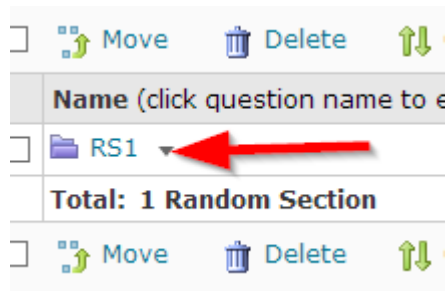 Move Delete
Name (click question name to e
RS1
Total: 1 Random Section
Move Delete